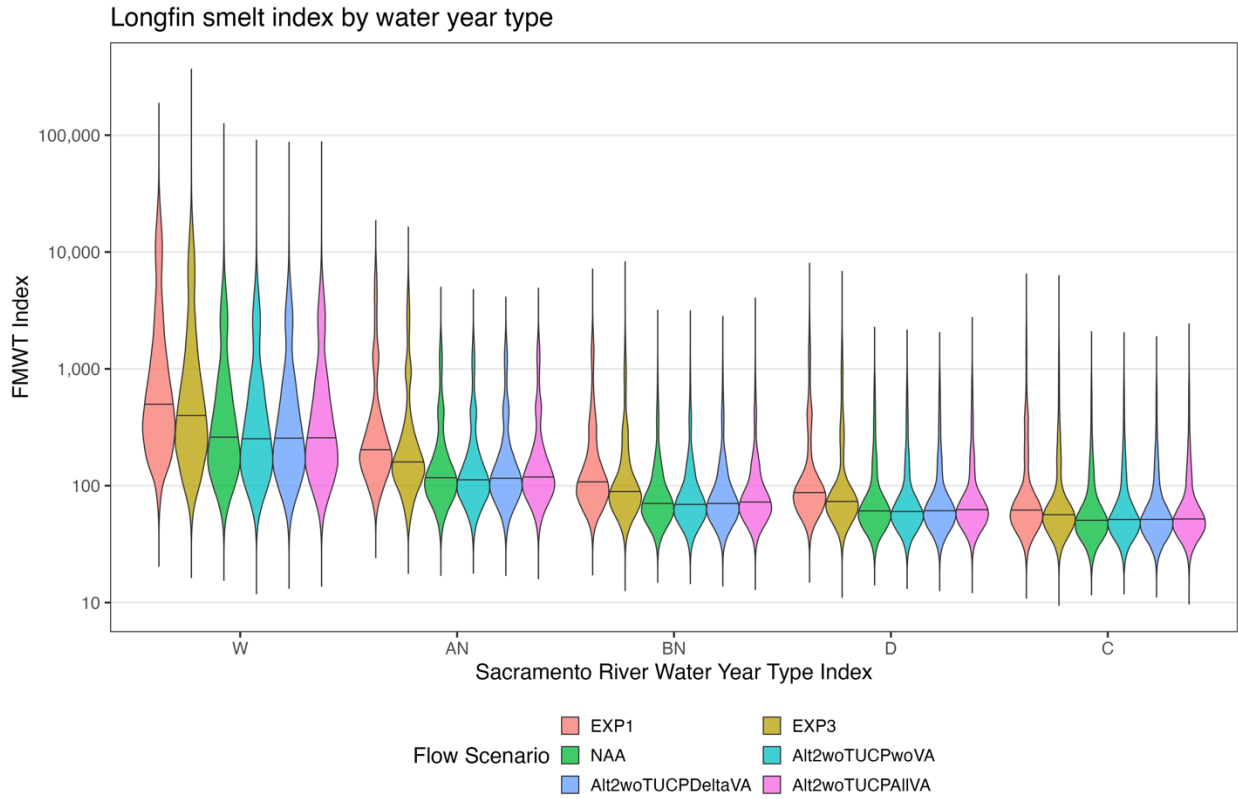 Longfin smelt index by water year type
100,000
10,000
1,000
100
10
FMWT Index
W AN BN D C
Sacramento River Water Year Type Index
Flow Scenario
EXP1 EXP3
NAA Alt2woTUCPwoVA
Alt2woTUCPDeltaVA Alt2woTUCPAllVA